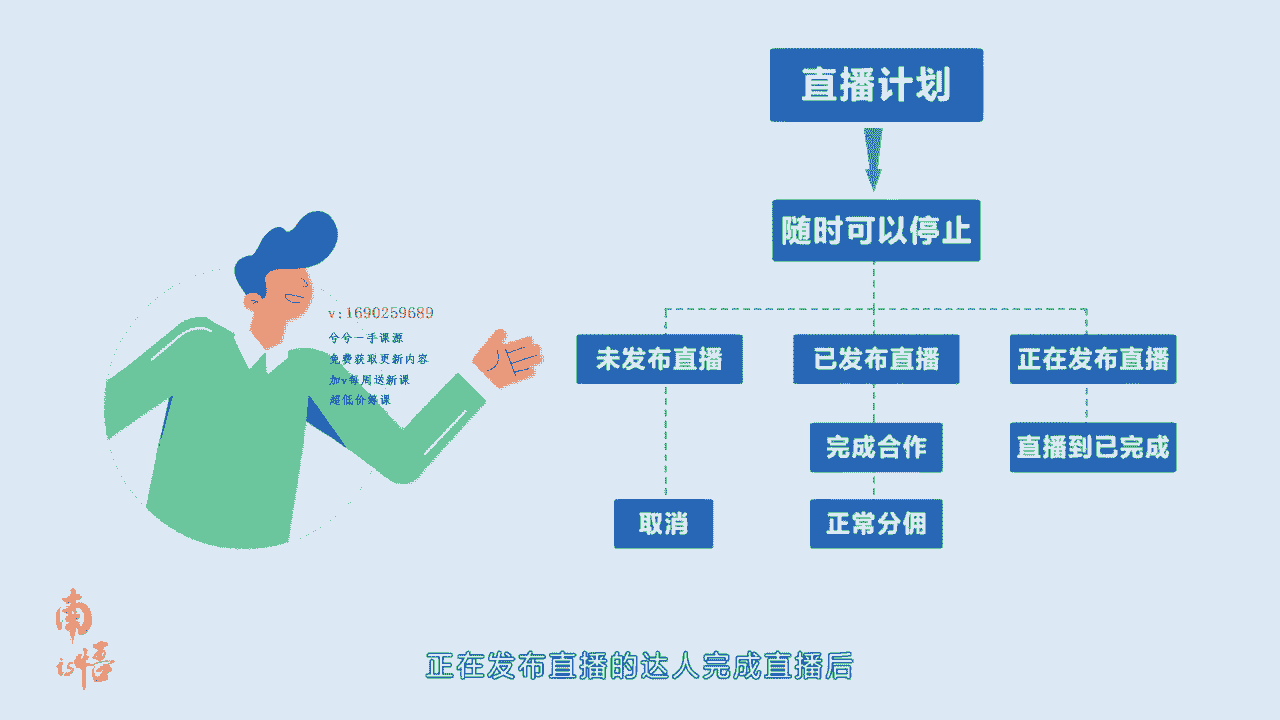 直播计划
随时可以停止
未发布直播
已发布直播
正在发布直播
完成合作
直播到已完成
取消
正常分佣
v:1690259689
兮兮一手课源
免费获取更新内容
加v每周送新课
超低价筹课
南
正在发布直播的达人完成直播后